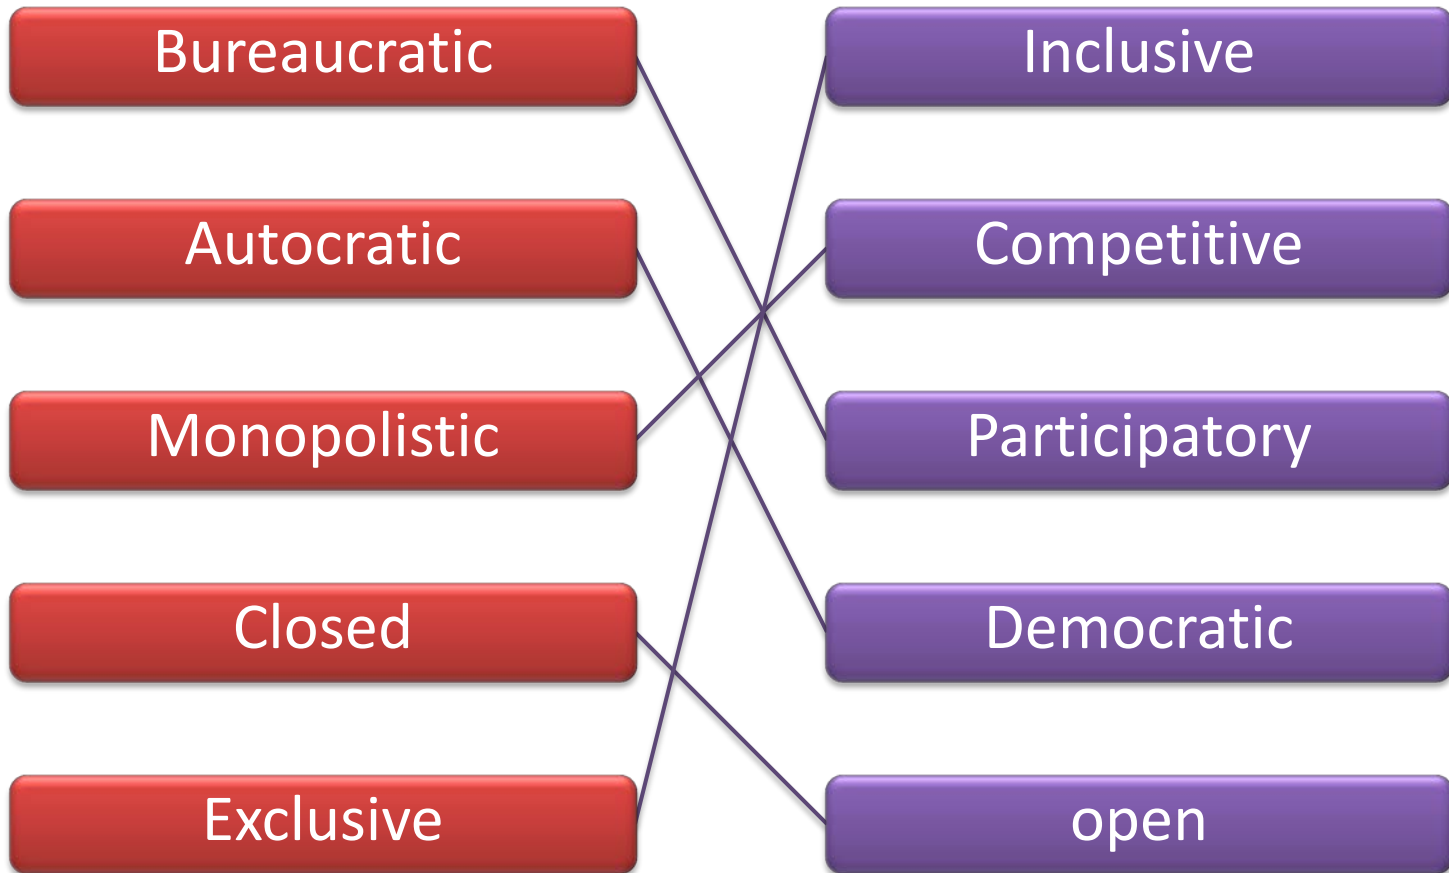 Bureaucratic
Inclusive
Autocratic
Competitive
Monopolistic
Participatory
Closed
Democratic
Exclusive
open